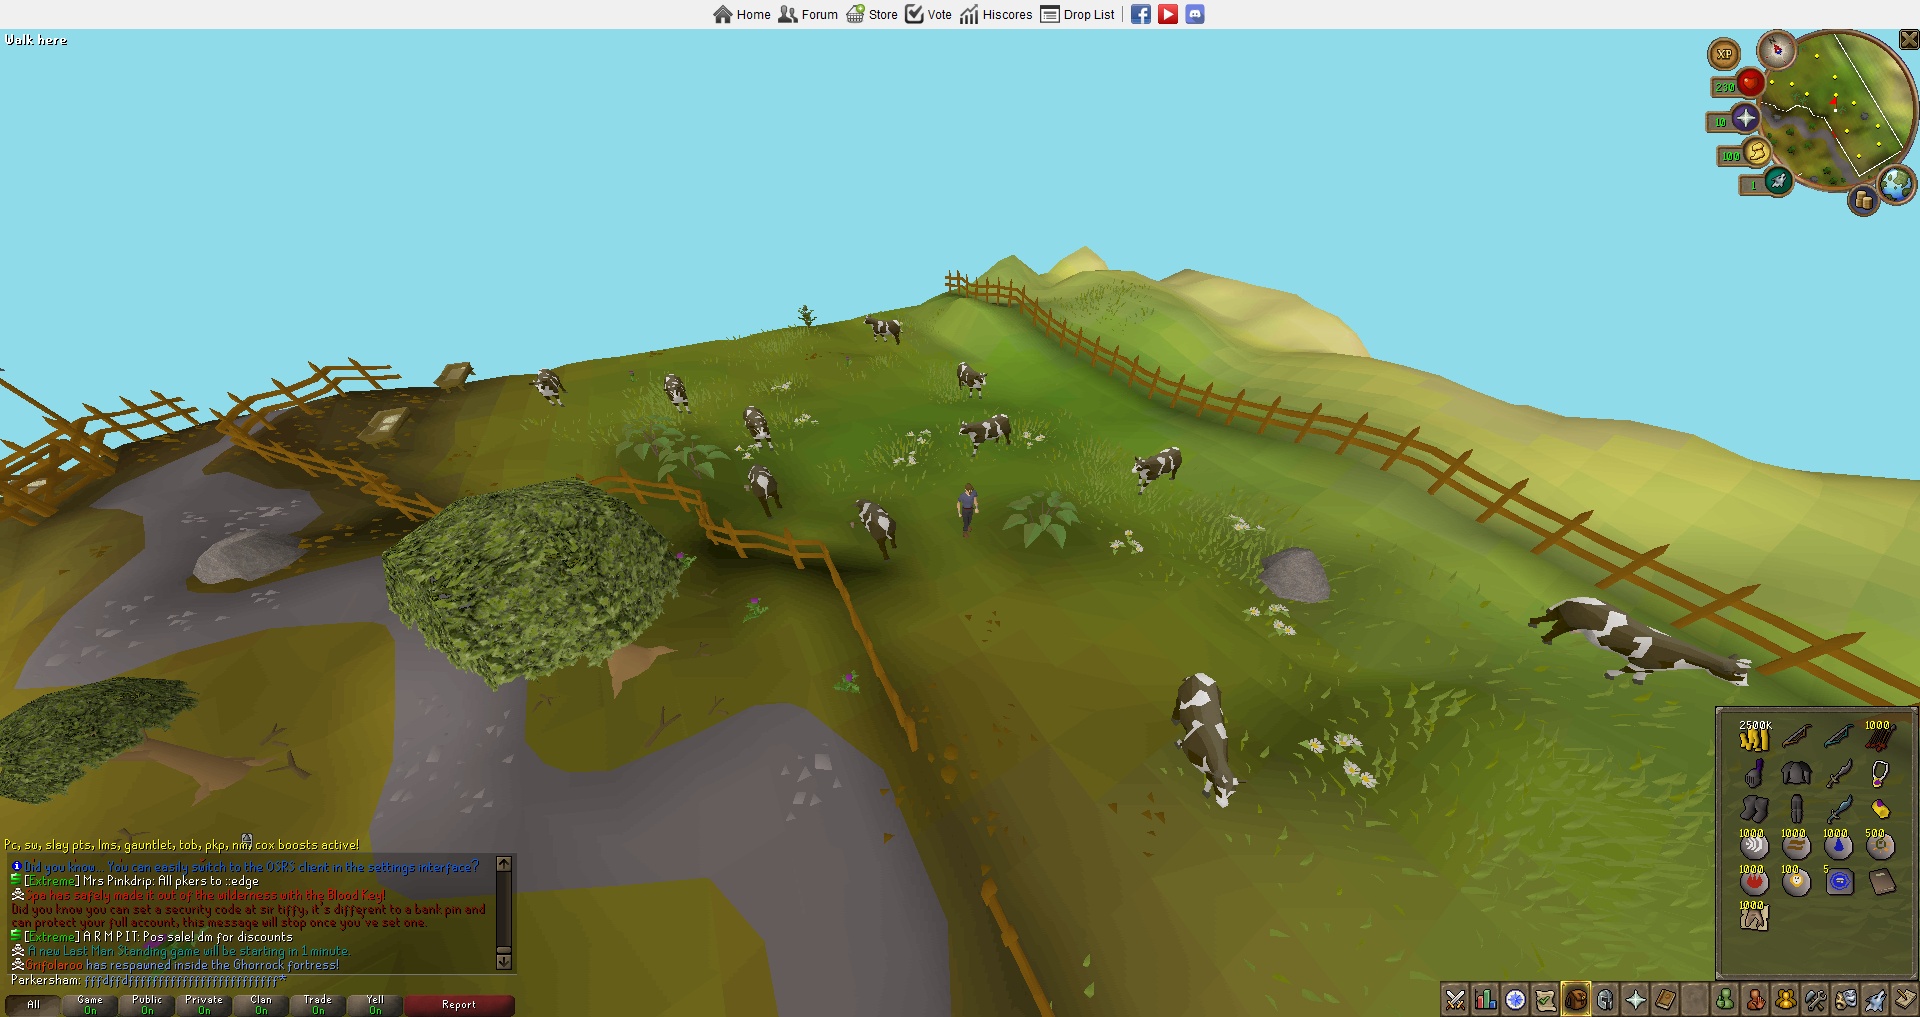 Home Forum Store Vote Hiscores Drop List
Walk here
XP
230
10
100
1
2500K 1000
1000 1000 1000 500
1000 100 5
1000
Pc, sw, slay pts, lms, gauntlet, tob, pkp, nm, cox boosts active!
Did you know... You can easily switch to the OSRS client in the settings interface?
[Extreme] Mrs Pinkdrip: All pkers to ::edge
Spa has safely made it out of the wilderness with the Blood Key!
Did you know you can set a security code at sir tiffy, it's different to a bank pin and
can protect your full account, this message will stop once you've set one.
[Extreme] A R M P I T: Pos sale! dm for discounts
A new Last Man Standing game will be starting in 1 minute.
Grifolaroo has respawned inside the Ghorrock fortress!
Parkersham:
All Game On Public On Private On Clan On Trade On Yell On Report